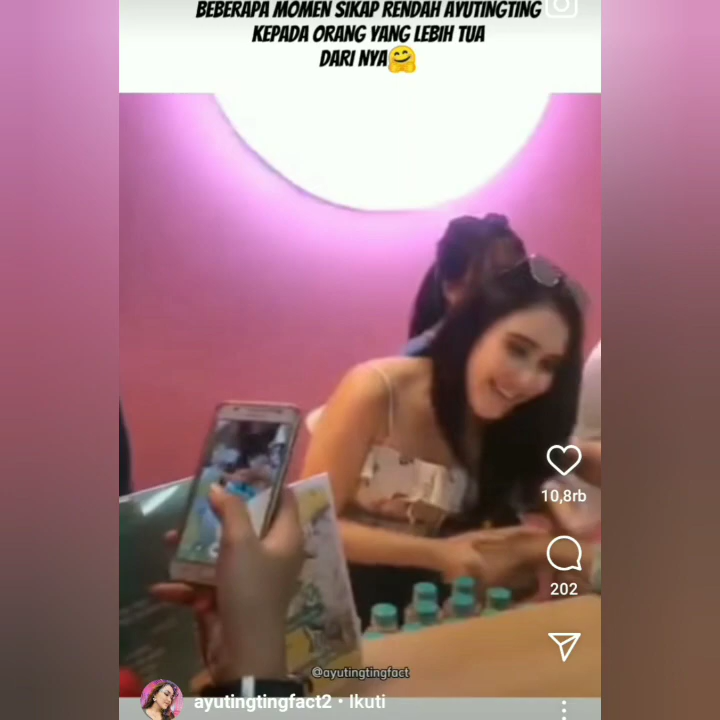 BEBERAPA MOMEN SIKAP RENDAH AYUTINGTING
KEPADA ORANG YANG LEBIH TUA
DARI NYA🤗
10,8rb
202
@ayutingtingfact
ayutingtingfact2 • Ikuti